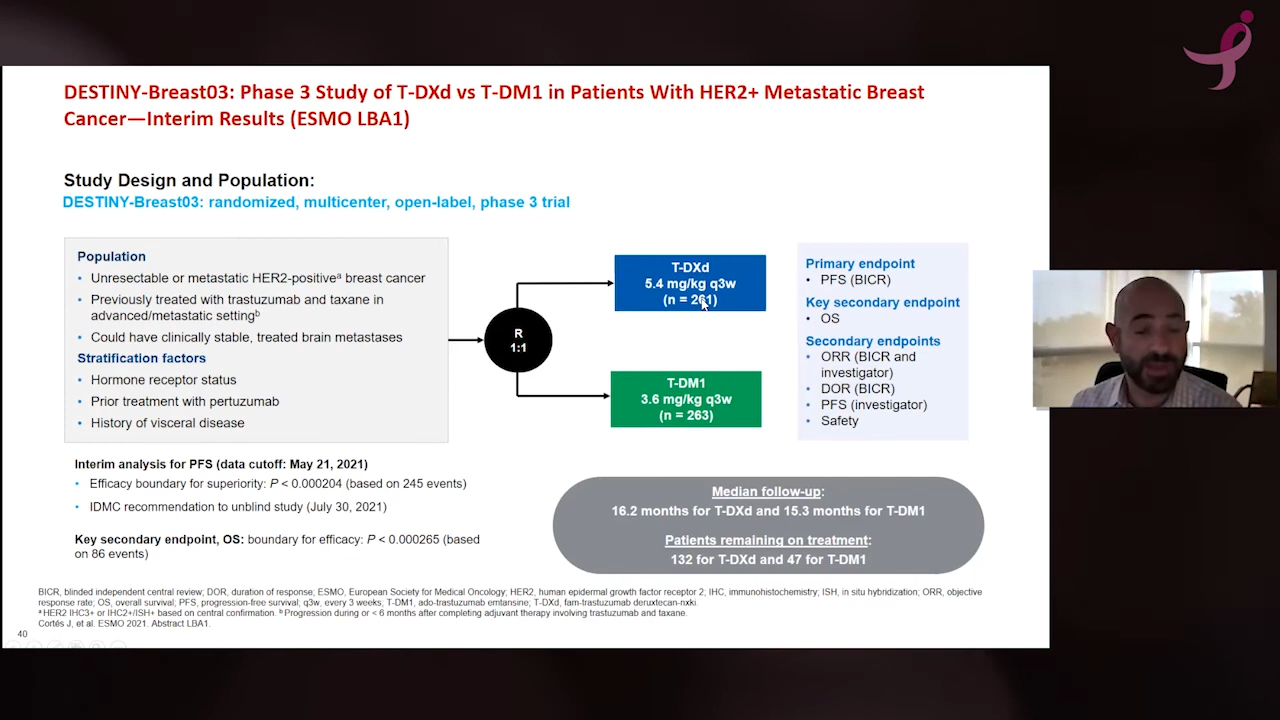 DESTINY-Breast03: Phase 3 Study of T-DXd vs T-DM1 in Patients With HER2+ Metastatic Breast
Cancer—Interim Results (ESMO LBA1)
Study Design and Population:
DESTINY-Breast03: randomized, multicenter, open-label, phase 3 trial
Population
• Unresectable or metastatic HER2-positiveᵃ breast cancer
• Previously treated with trastuzumab and taxane in
advanced/metastatic settingᵇ
• Could have clinically stable, treated brain metastases
Stratification factors
• Hormone receptor status
• Prior treatment with pertuzumab
• History of visceral disease
R
1:1
T-DXd
5.4 mg/kg q3w
(n = 261)
T-DM1
3.6 mg/kg q3w
(n = 263)
Primary endpoint
• PFS (BICR)
Key secondary endpoint
• OS
Secondary endpoints
• ORR (BICR and
investigator)
• DOR (BICR)
• PFS (investigator)
• Safety
Interim analysis for PFS (data cutoff: May 21, 2021)
• Efficacy boundary for superiority: P < 0.000204 (based on 245 events)
• IDMC recommendation to unblind study (July 30, 2021)
Key secondary endpoint, OS: boundary for efficacy: P < 0.000265 (based
on 86 events)
Median follow-up:
16.2 months for T-DXd and 15.3 months for T-DM1
Patients remaining on treatment:
132 for T-DXd and 47 for T-DM1
BICR, blinded independent central review; DOR, duration of response; ESMO, European Society for Medical Oncology; HER2, human epidermal growth factor receptor 2; IHC, immunohistochemistry; ISH, in situ hybridization; ORR, objective
response rate; OS, overall survival; PFS, progression-free survival; q3w, every 3 weeks; T-DM1, ado-trastuzumab emtansine; T-DXd, fam-trastuzumab deruxtecan-nxki.
ᵃ HER2 IHC3+ or IHC2+/ISH+ based on central confirmation. ᵇ Progression during or < 6 months after completing adjuvant therapy involving trastuzumab and taxane.
Cortés J, et al. ESMO 2021. Abstract LBA1.
40